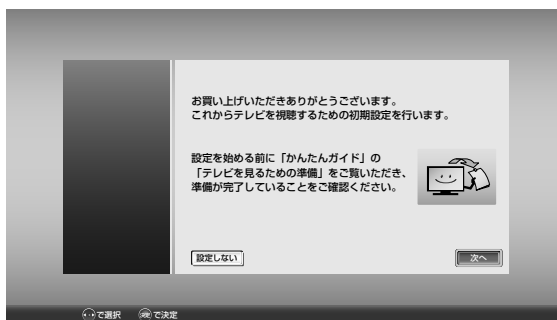 お買い上げいただきありがとうございます。
これからテレビを視聴するための初期設定を行います。
設定を始める前に「かんたんガイド」の
「テレビを見るための準備」をご覧いただき、
準備が完了していることをご確認ください。
設定しない
次へ
で選択 で決定